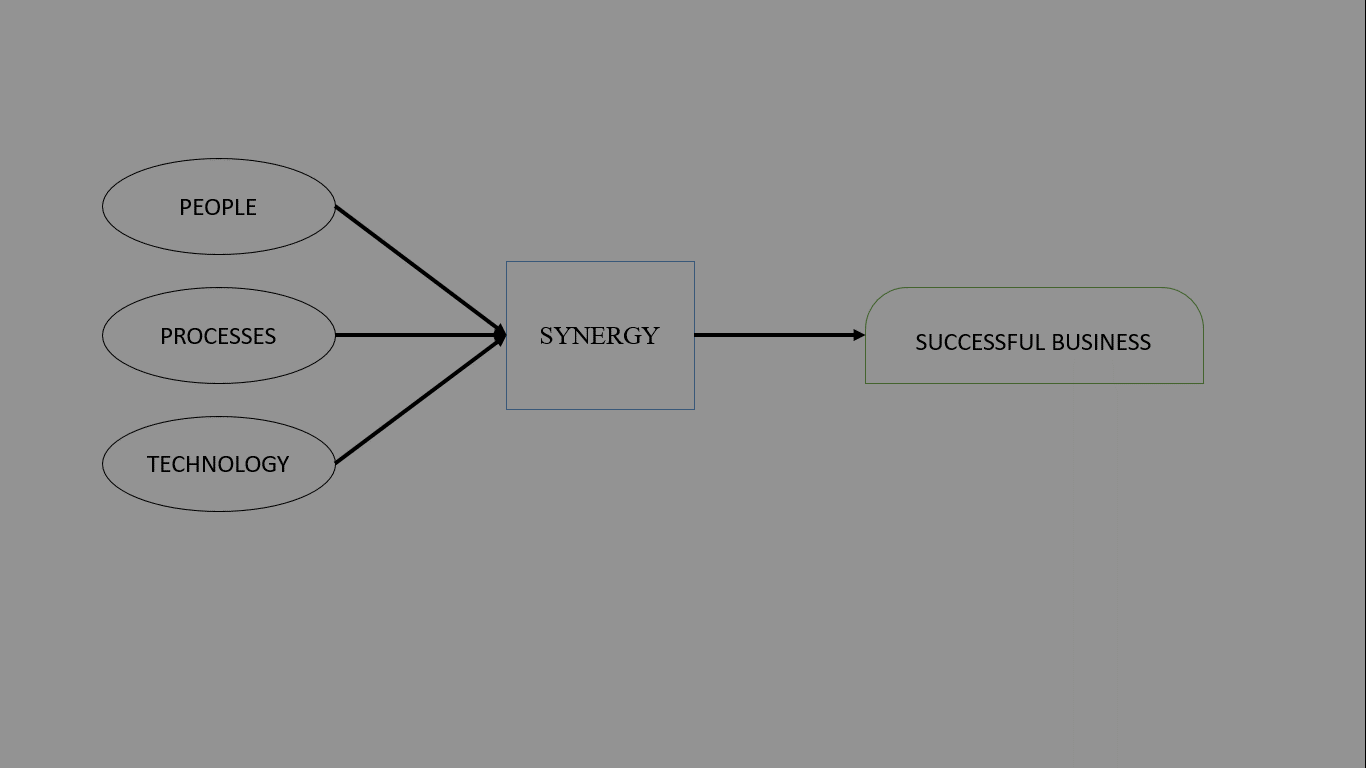 PEOPLE
PROCESSES
TECHNOLOGY
SYNERGY
SUCCESSFUL BUSINESS